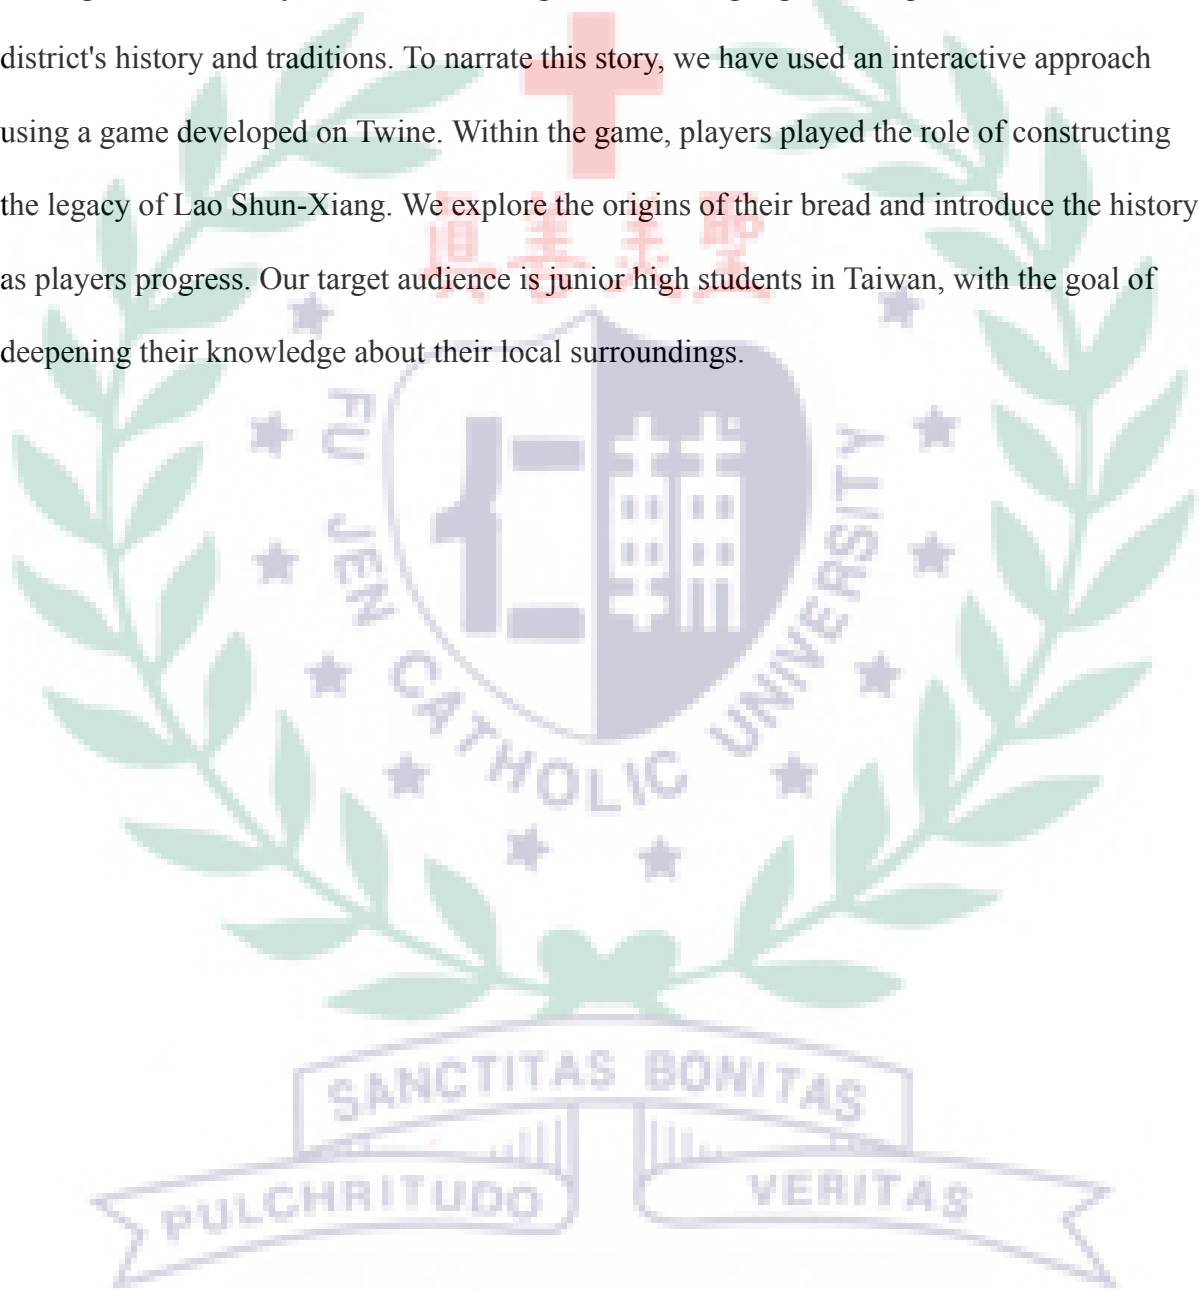 district's history and traditions. To narrate this story, we have used an interactive approach
using a game developed on Twine. Within the game, players played the role of constructing
the legacy of Lao Shun-Xiang. We explore the origins of their bread and introduce the history
眞善美聖
as players progress. Our target audience is junior high students in Taiwan, with the goal of
deepening their knowledge about their local surroundings.
FU JEN CATHOLIC UNIVERSITY
輔仁
SANCTITAS BONITAS
PULCHRITUDO VERITAS